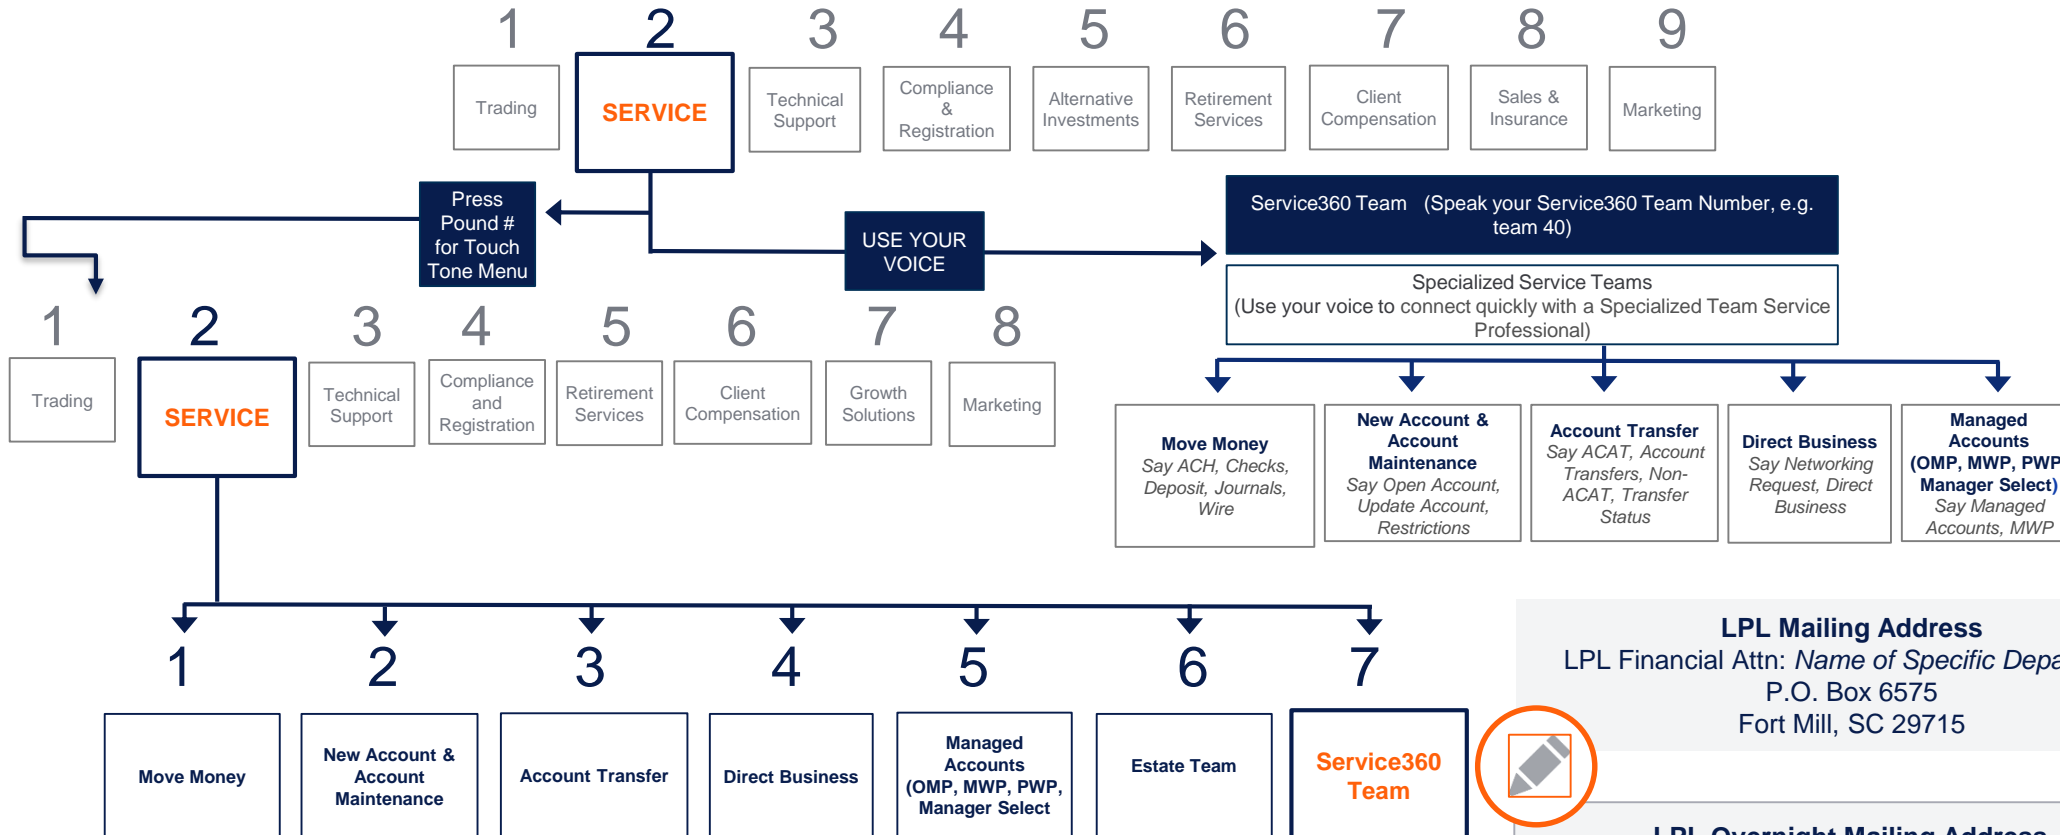 1
2
3
4
5
6
7
8
9
Trading
SERVICE
Technical
Support
Compliance
&
Registration
Alternative
Investments
Retirement
Services
Client
Compensation
Sales &
Insurance
Marketing
Press
Pound #
for Touch
Tone Menu
USE YOUR
VOICE
Service360 Team (Speak your Service360 Team Number, e.g.
team 40)
Specialized Service Teams
(Use your voice to connect quickly with a Specialized Team Service
Professional)
1
2
3
4
5
6
7
8
Trading
SERVICE
Technical
Support
Compliance
and
Registration
Retirement
Services
Client
Compensation
Growth
Solutions
Marketing
Move Money
Say ACH, Checks,
Deposit, Journals,
Wire
New Account &
Account
Maintenance
Say Open Account,
Update Account,
Restrictions
Account Transfer
Say ACAT, Account
Transfers, Non-
ACAT, Transfer
Status
Direct Business
Say Networking
Request, Direct
Business
Managed
Accounts
(OMP, MWP, PWP
Manager Select)
Say Managed
Accounts, MWP
1
2
3
4
5
6
7
Move Money
New Account &
Account
Maintenance
Account Transfer
Direct Business
Managed
Accounts
(OMP, MWP, PWP,
Manager Select
Estate Team
Service360
Team
LPL Mailing Address
LPL Financial Attn: Name of Specific Depa
P.O. Box 6575
Fort Mill, SC 29715
LPL Overnight Mailing Address